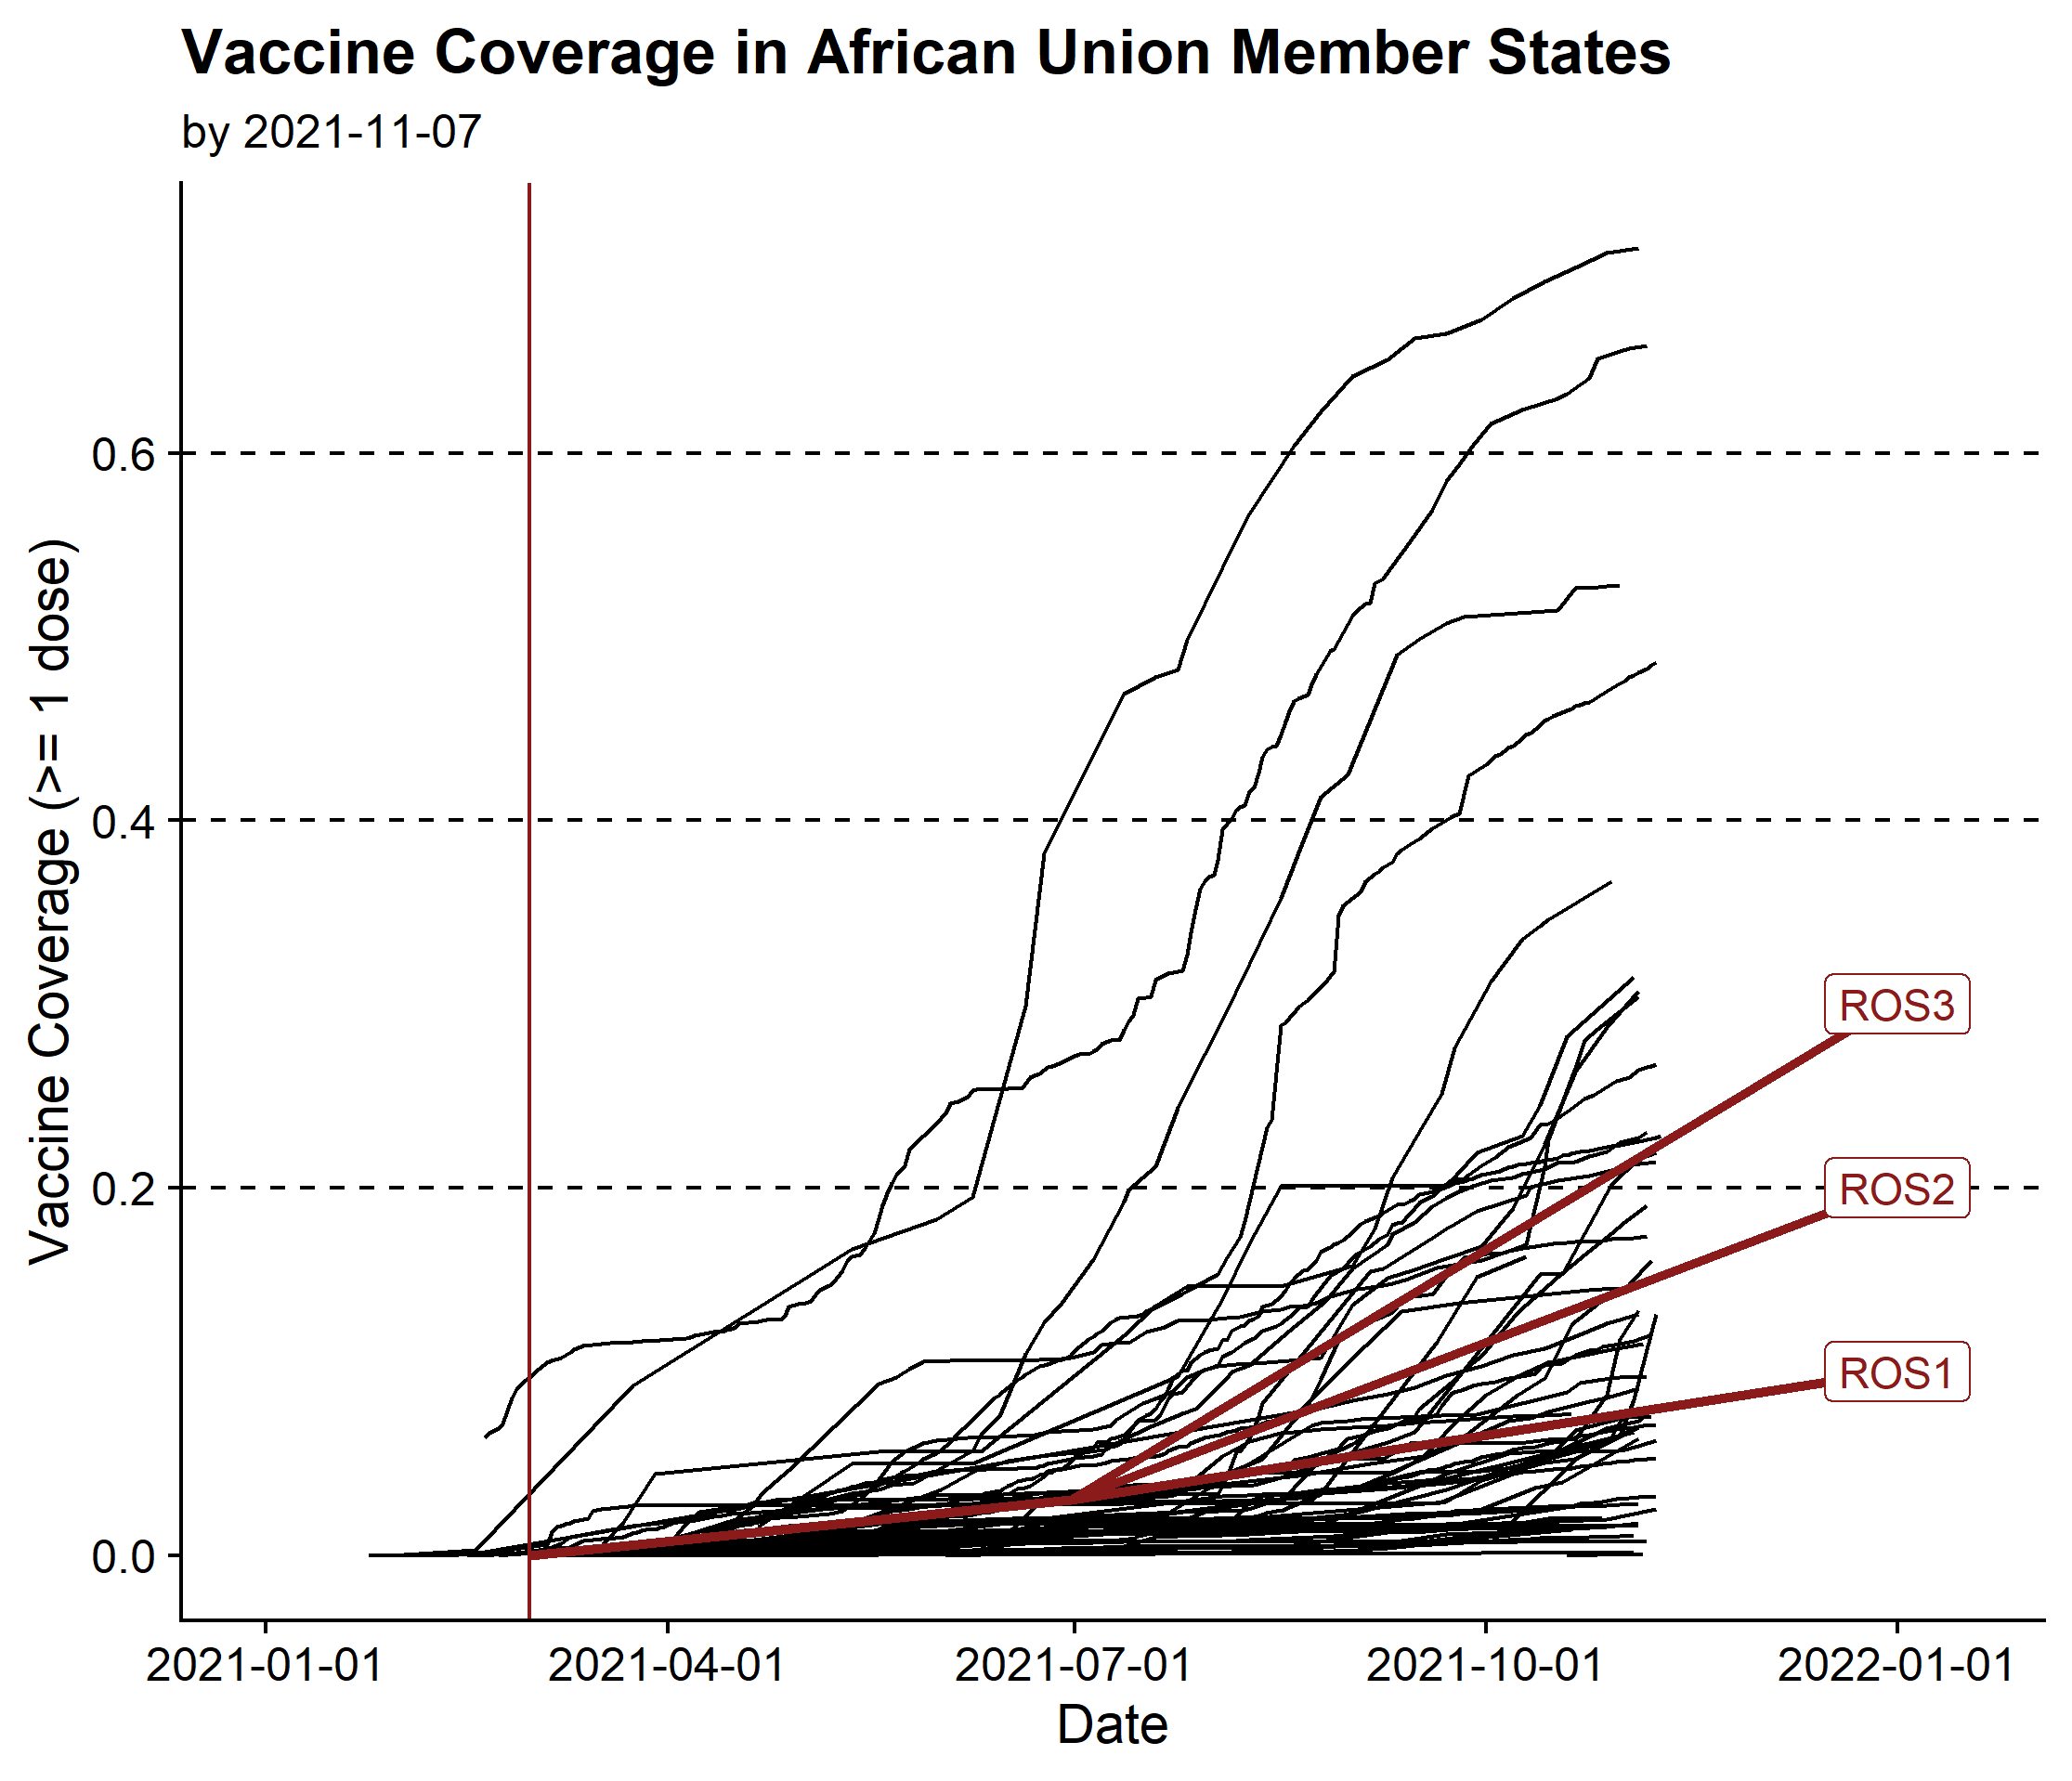 Vaccine Coverage in African Union Member States
by 2021-11-07
Vaccine Coverage (>= 1 dose)
0.6
0.4
0.2
0.0
ROS3
ROS2
ROS1
2021-01-01 2021-04-01 2021-07-01 2021-10-01 2022-01-01
Date